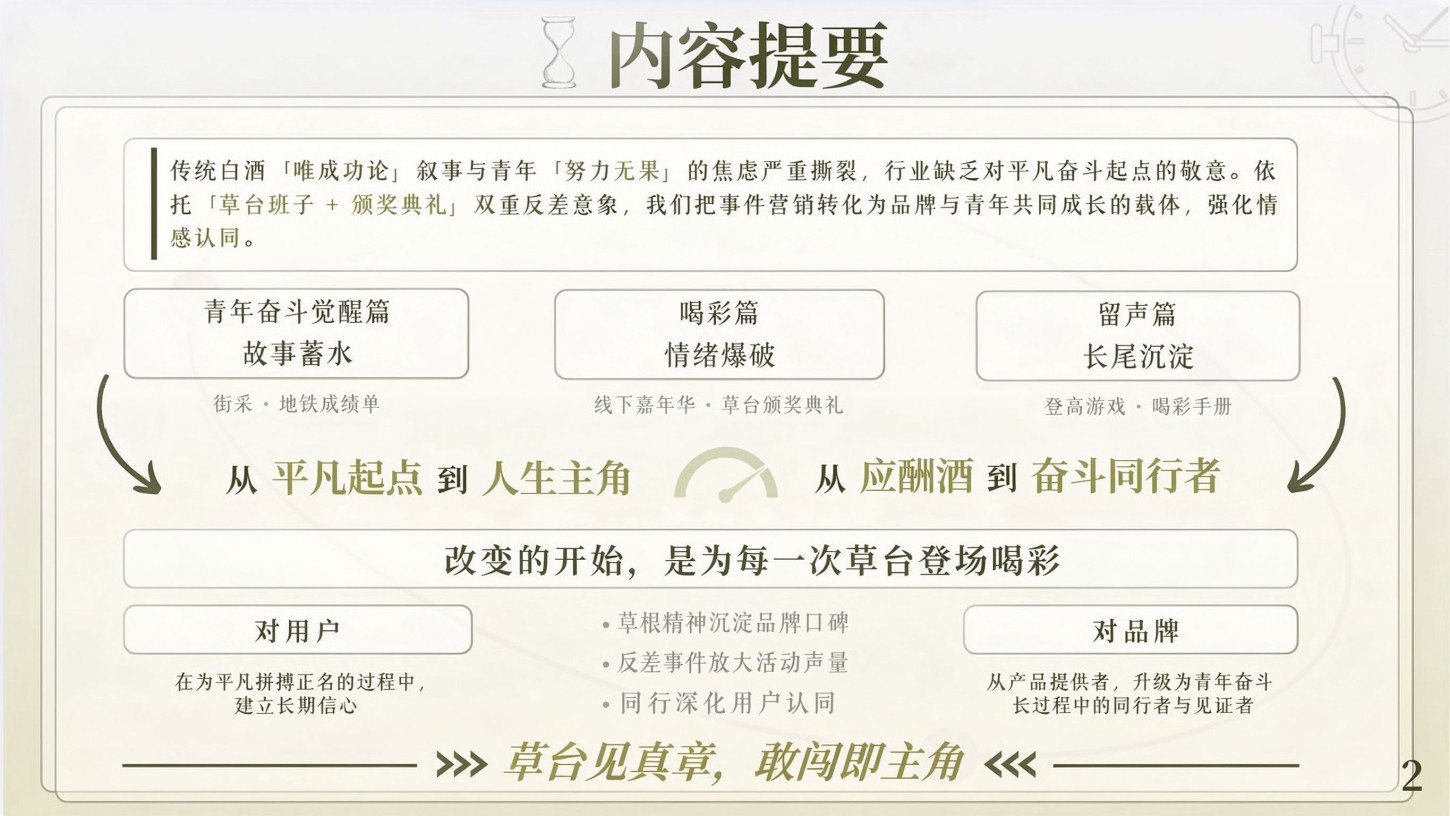 内容提要
传统白酒「唯成功论」叙事与青年「努力无果」的焦虑严重撕裂，行业缺乏对平凡奋斗起点的敬意。依
托「草台班子 + 颁奖典礼」双重反差意象，我们把事件营销转化为品牌与青年共同成长的载体，强化情
感认同。
青年奋斗觉醒篇
故事蓄水
街采 · 地铁成绩单
喝彩篇
情绪爆破
线下嘉年华 · 草台颁奖典礼
留声篇
长尾沉淀
登高游戏 · 喝彩手册
从 平凡起点 到 人生主角
从 应酬酒 到 奋斗同行者
改变的开始，是为每一次草台登场喝彩
对用户
在为平凡拼搏正名的过程中，
建立长期信心
• 草根精神沉淀品牌口碑
• 反差事件放大活动声量
• 同行深化用户认同
对品牌
从产品提供者，升级为青年奋斗
长过程中的同行者与见证者
草台见真章，敢闯即主角
2